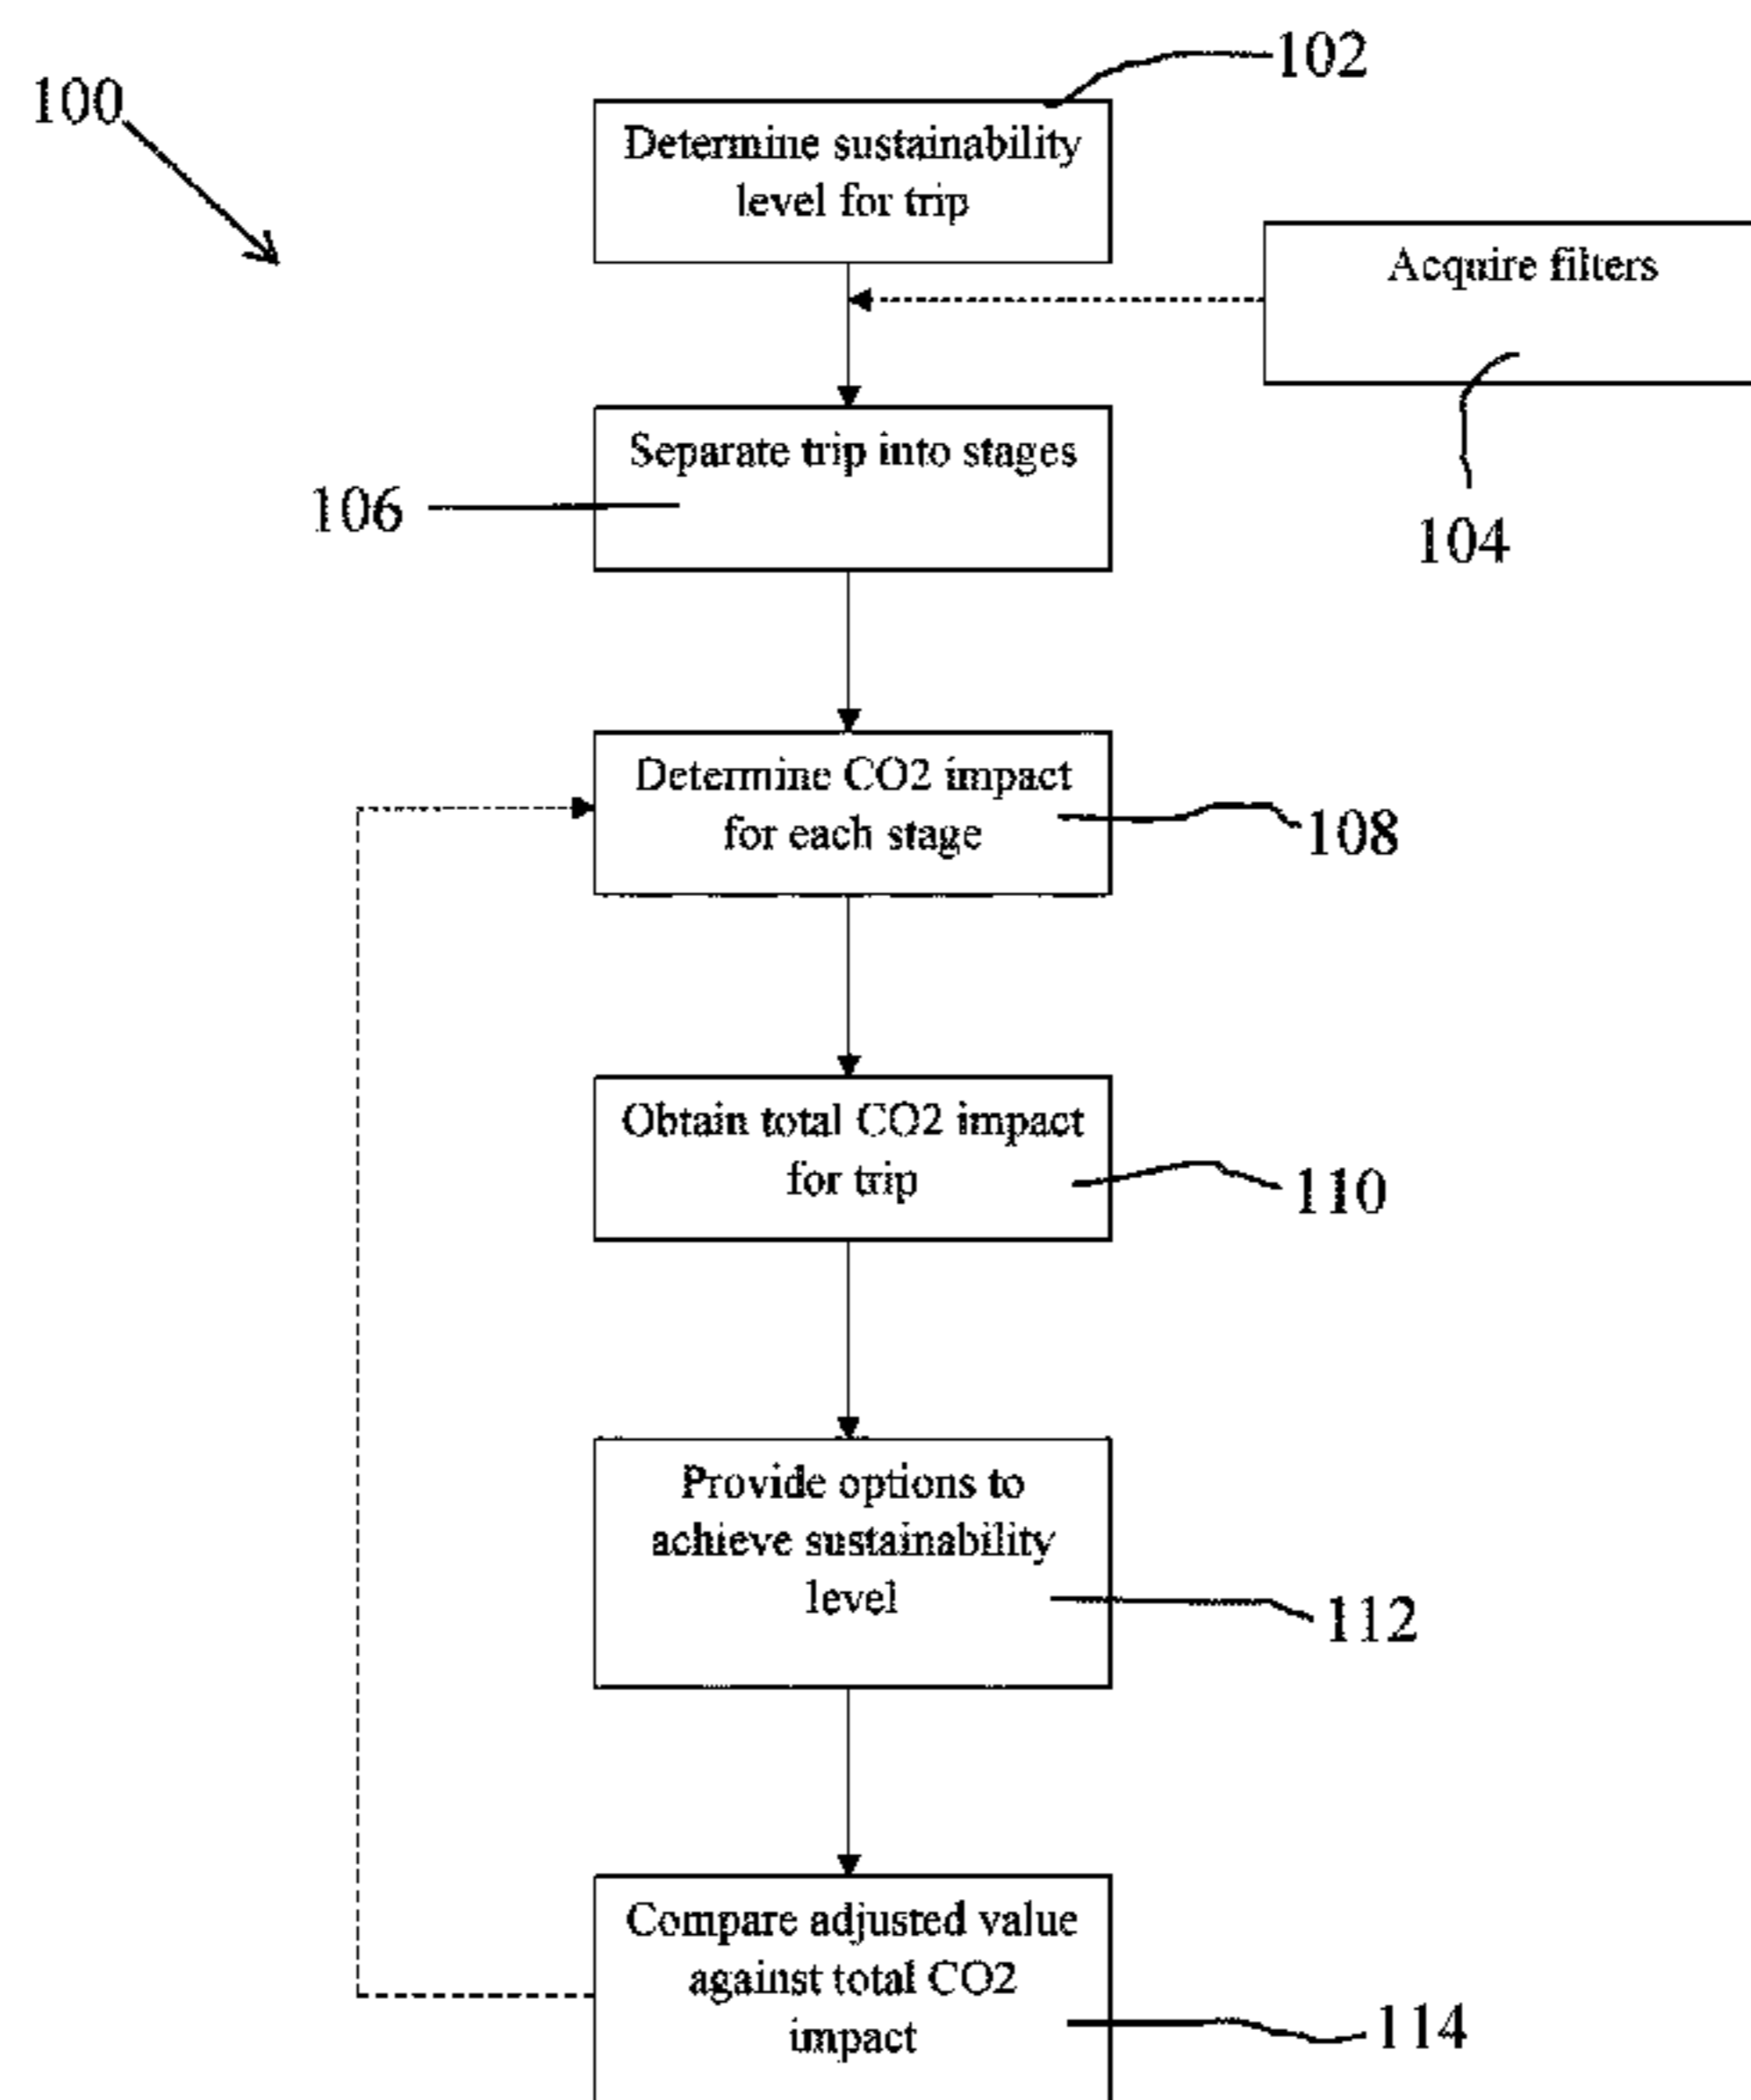 102
100
Determine sustainability
level for trip
Acquire filters
Separate trip into stages
106
104
Determine CO2 impact
for each stage
108
Obtain total CO2 impact
for trip
110
Provide options to
achieve sustainability
level
112
Compare adjusted value
against total CO2
impact
114